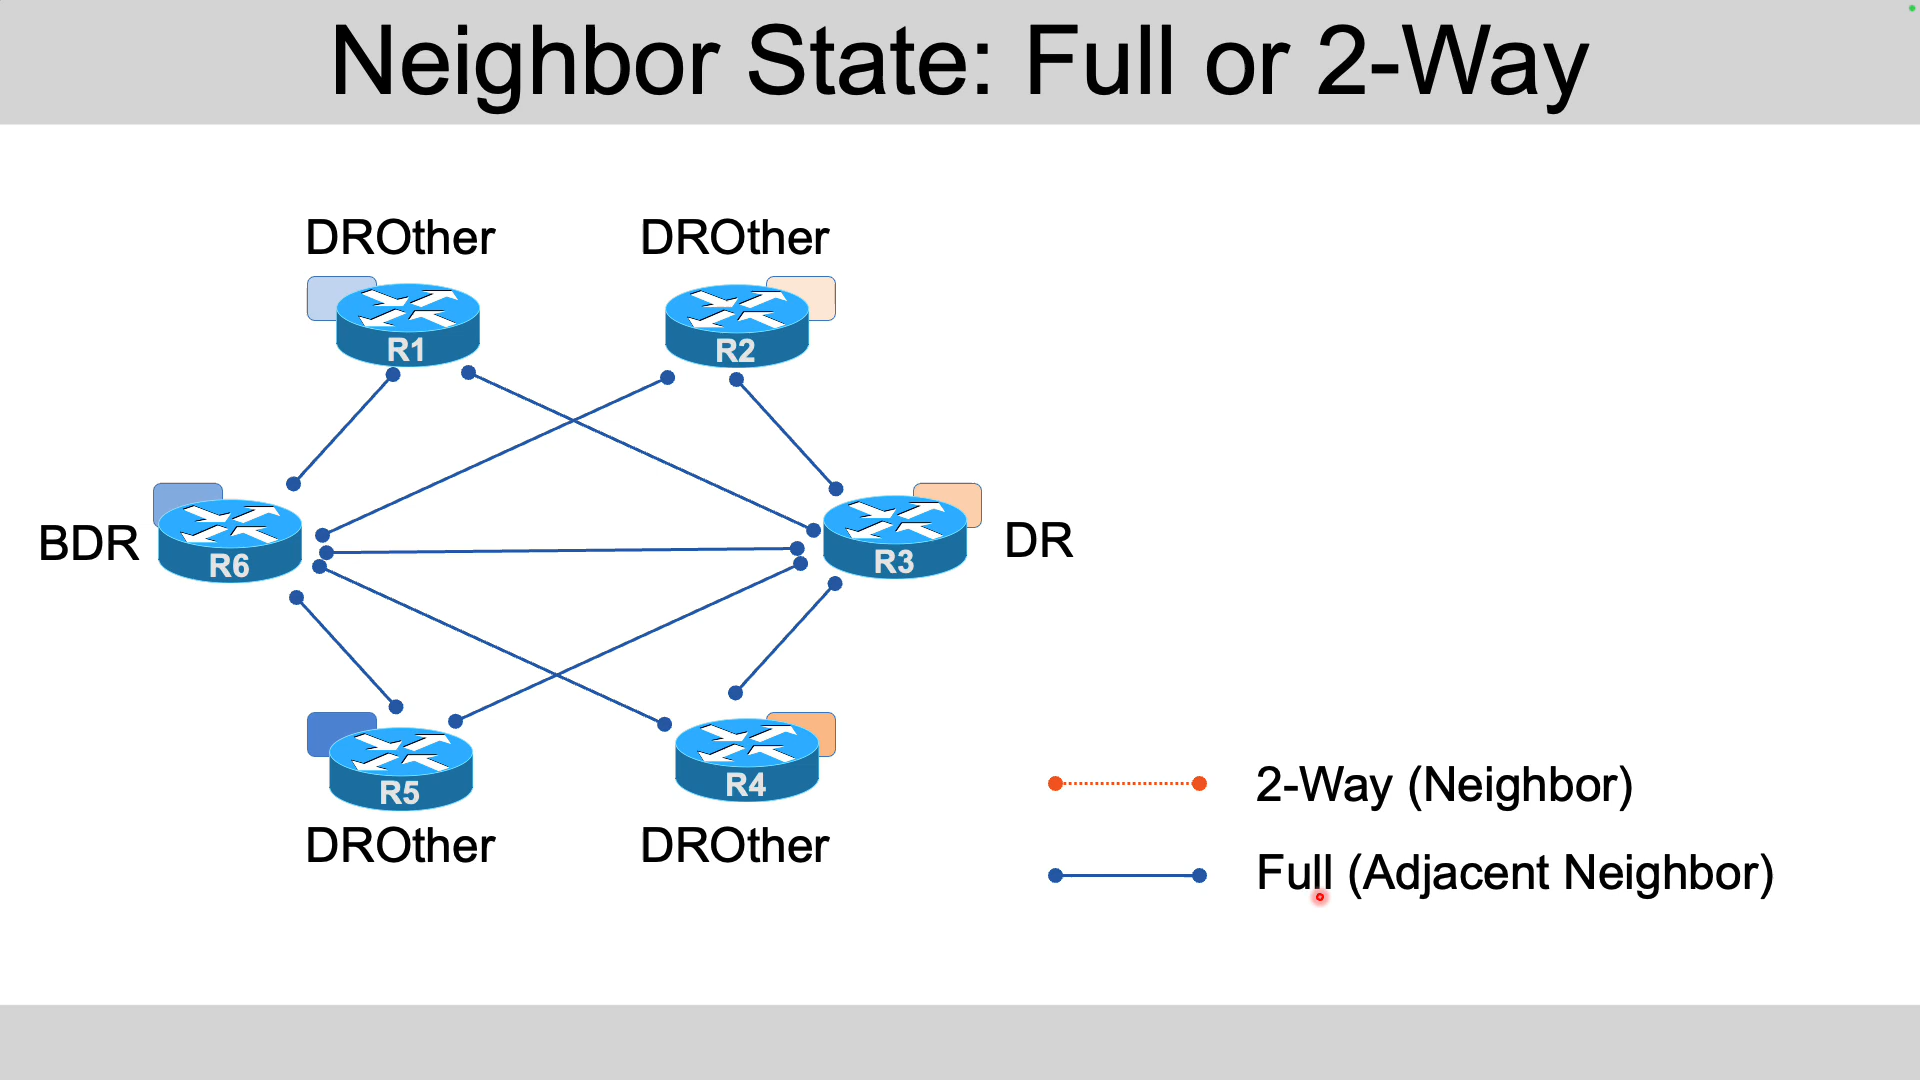 Neighbor State: Full or 2-Way
DROther
DROther
R1
R2
BDR
R6
R3
DR
R5
R4
DROther
DROther
2-Way (Neighbor)
Full (Adjacent Neighbor)